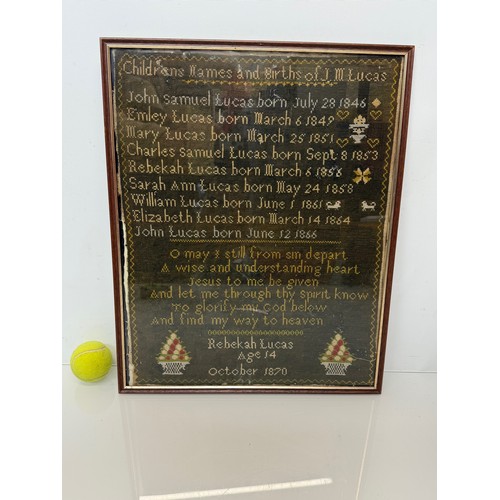 Childrens Names and Births of J M Lucas
John Samuel Lucas born July 28 1846
Emley Lucas born March 6 1849
Mary Lucas born March 25 1851
Charles Samuel Lucas born Sept 8 1853
Rebekah Lucas born March 6 1856
Sarah Ann Lucas born May 24 1858
William Lucas born June 1 1861
Elizabeth Lucas born March 14 1864
John Lucas born June 12 1866
O may I still from sin depart
A wise and understanding heart
Jesus to me be given
And let me through thy spirit know
To glorify my God below
And find my way to heaven
Rebekah Lucas
Age 14
October 1870